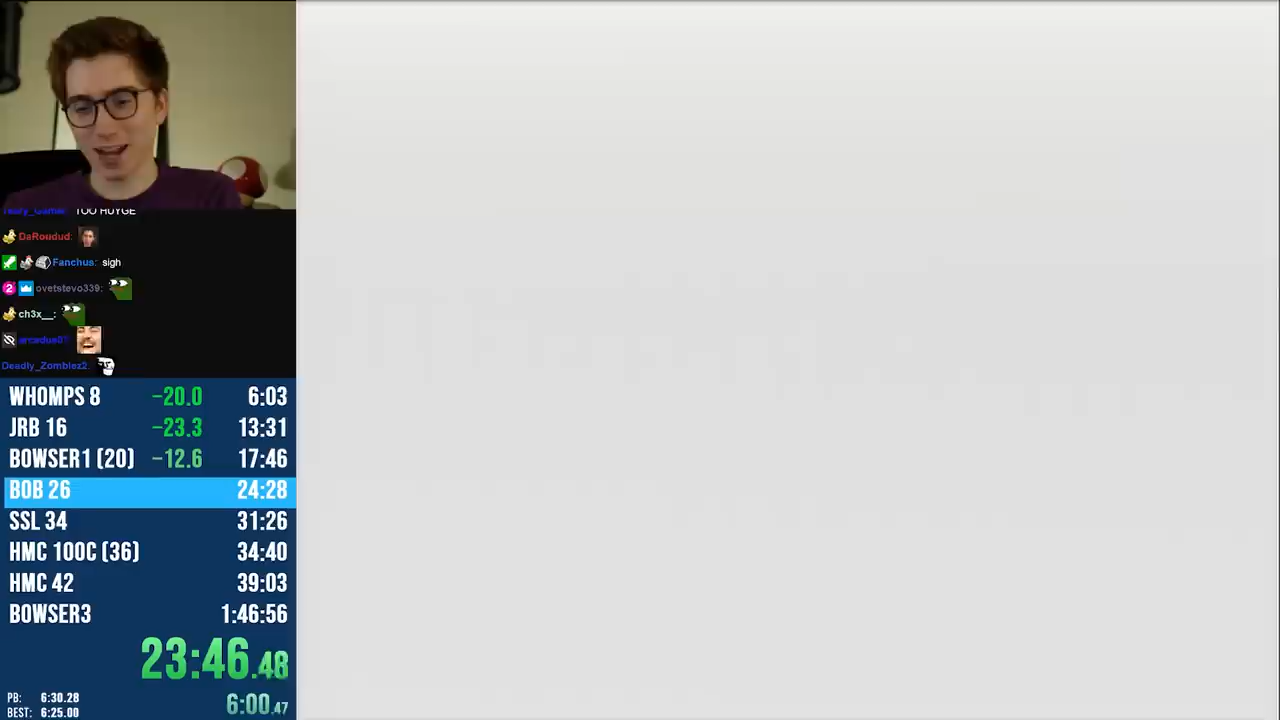 TOO HUYGE
DaRoudud:
Fanchus: sigh
2 ovetstevo339:
ch3x__:
Deadly_Zombiez2:
WHOMPS 8 −20.0 6:03
JRB 16 −23.3 13:31
BOWSER1 (20) −12.6 17:46
BOB 26 24:28
SSL 34 31:26
HMC 100C (36) 34:40
HMC 42 39:03
BOWSER3 1:46:56
23:46.48
PB: 6:30.28
BEST: 6:25.00
6:00.47